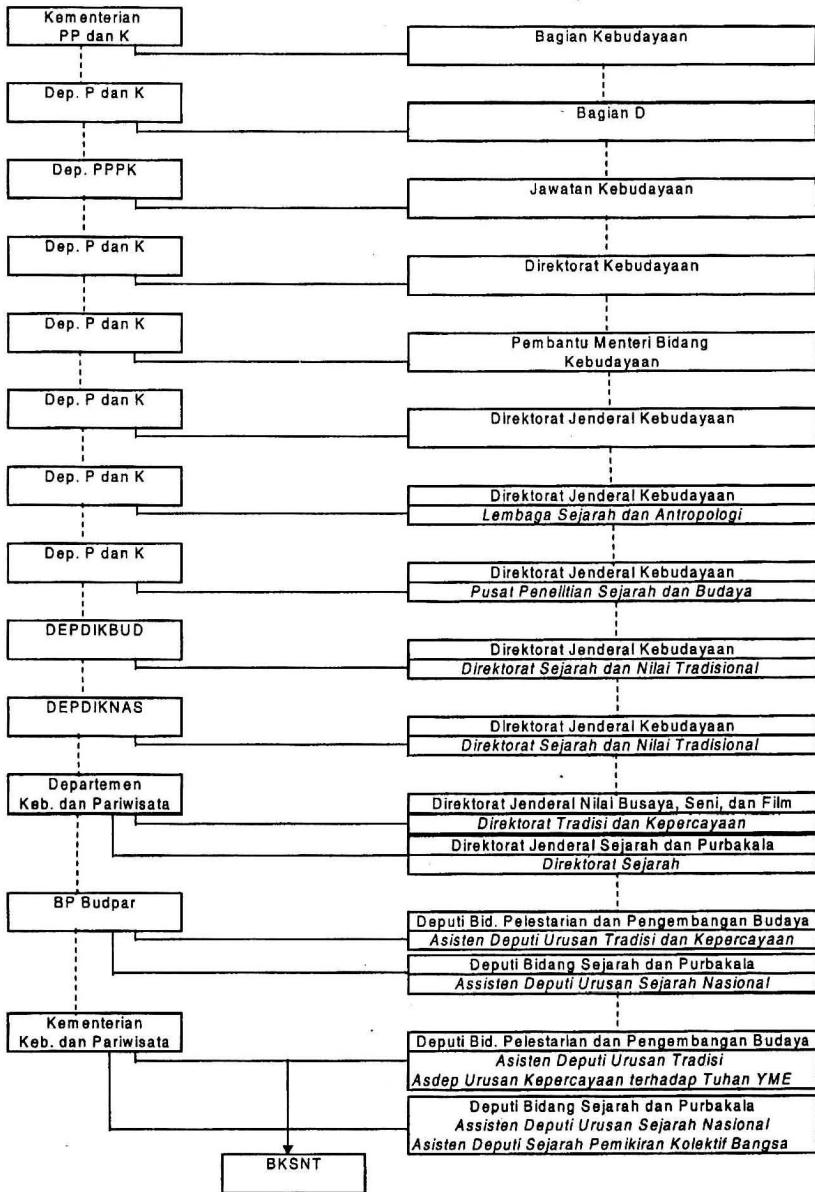 Kementerian
PP dan K
Bagian Kebudayaan
Dep. P dan K
Bagian D
Dep. PPPK
Jawatan Kebudayaan
Dep. P dan K
Direktorat Kebudayaan
Dep. P dan K
Pembantu Menteri Bidang
Kebudayaan
Dep. P dan K
Direktorat Jenderal Kebudayaan
Dep. P dan K
Direktorat Jenderal Kebudayaan
Lembaga Sejarah dan Antropologi
Dep. P dan K
Direktorat Jenderal Kebudayaan
Pusat Penelitian Sejarah dan Budaya
DEPDIKBUD
Direktorat Jenderal Kebudayaan
Direktorat Sejarah dan Nilai Tradisional
DEPDIKNAS
Direktorat Jenderal Kebudayaan
Direktorat Sejarah dan Nilai Tradisional
Departemen
Keb. dan Pariwisata
Direktorat Jenderal Nilai Busaya, Seni, dan Film
Direktorat Tradisi dan Kepercayaan
Direktorat Jenderal Sejarah dan Purbakala
Direktorat Sejarah
BP Budpar
Deputi Bid. Pelestarian dan Pengembangan Budaya
Asisten Deputi Urusan Tradisi dan Kepercayaan
Deputi Bidang Sejarah dan Purbakala
Assisten Deputi Urusan Sejarah Nasional
Kementerian
Keb. dan Pariwisata
Deputi Bid. Pelestarian dan Pengembangan Budaya
Asisten Deputi Urusan Tradisi
Asdep Urusan Kepercayaan terhadap Tuhan YME
Deputi Bidang Sejarah dan Purbakala
Assisten Deputi Urusan Sejarah Nasional
Asisten Deputi Sejarah Pemikiran Kolektif Bangsa
BKSNT